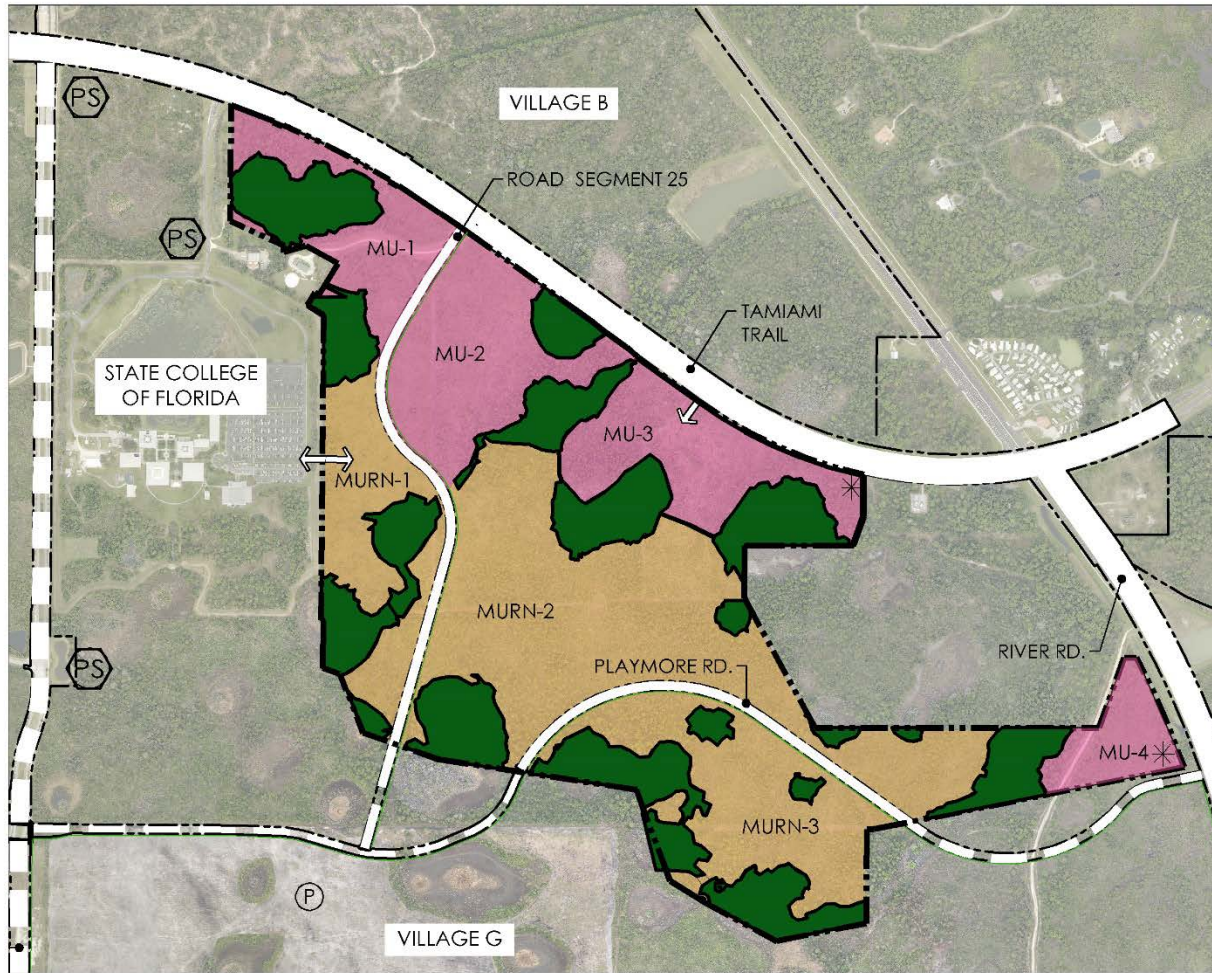 PS
VILLAGE B
ROAD SEGMENT 25
PS
MU-1
TAMIAMI
TRAIL
MU-2
STATE COLLEGE
OF FLORIDA
MU-3
MURN-1
MURN-2
RIVER RD.
PS
PLAYMORE RD.
MU-4
MURN-3
P
VILLAGE G